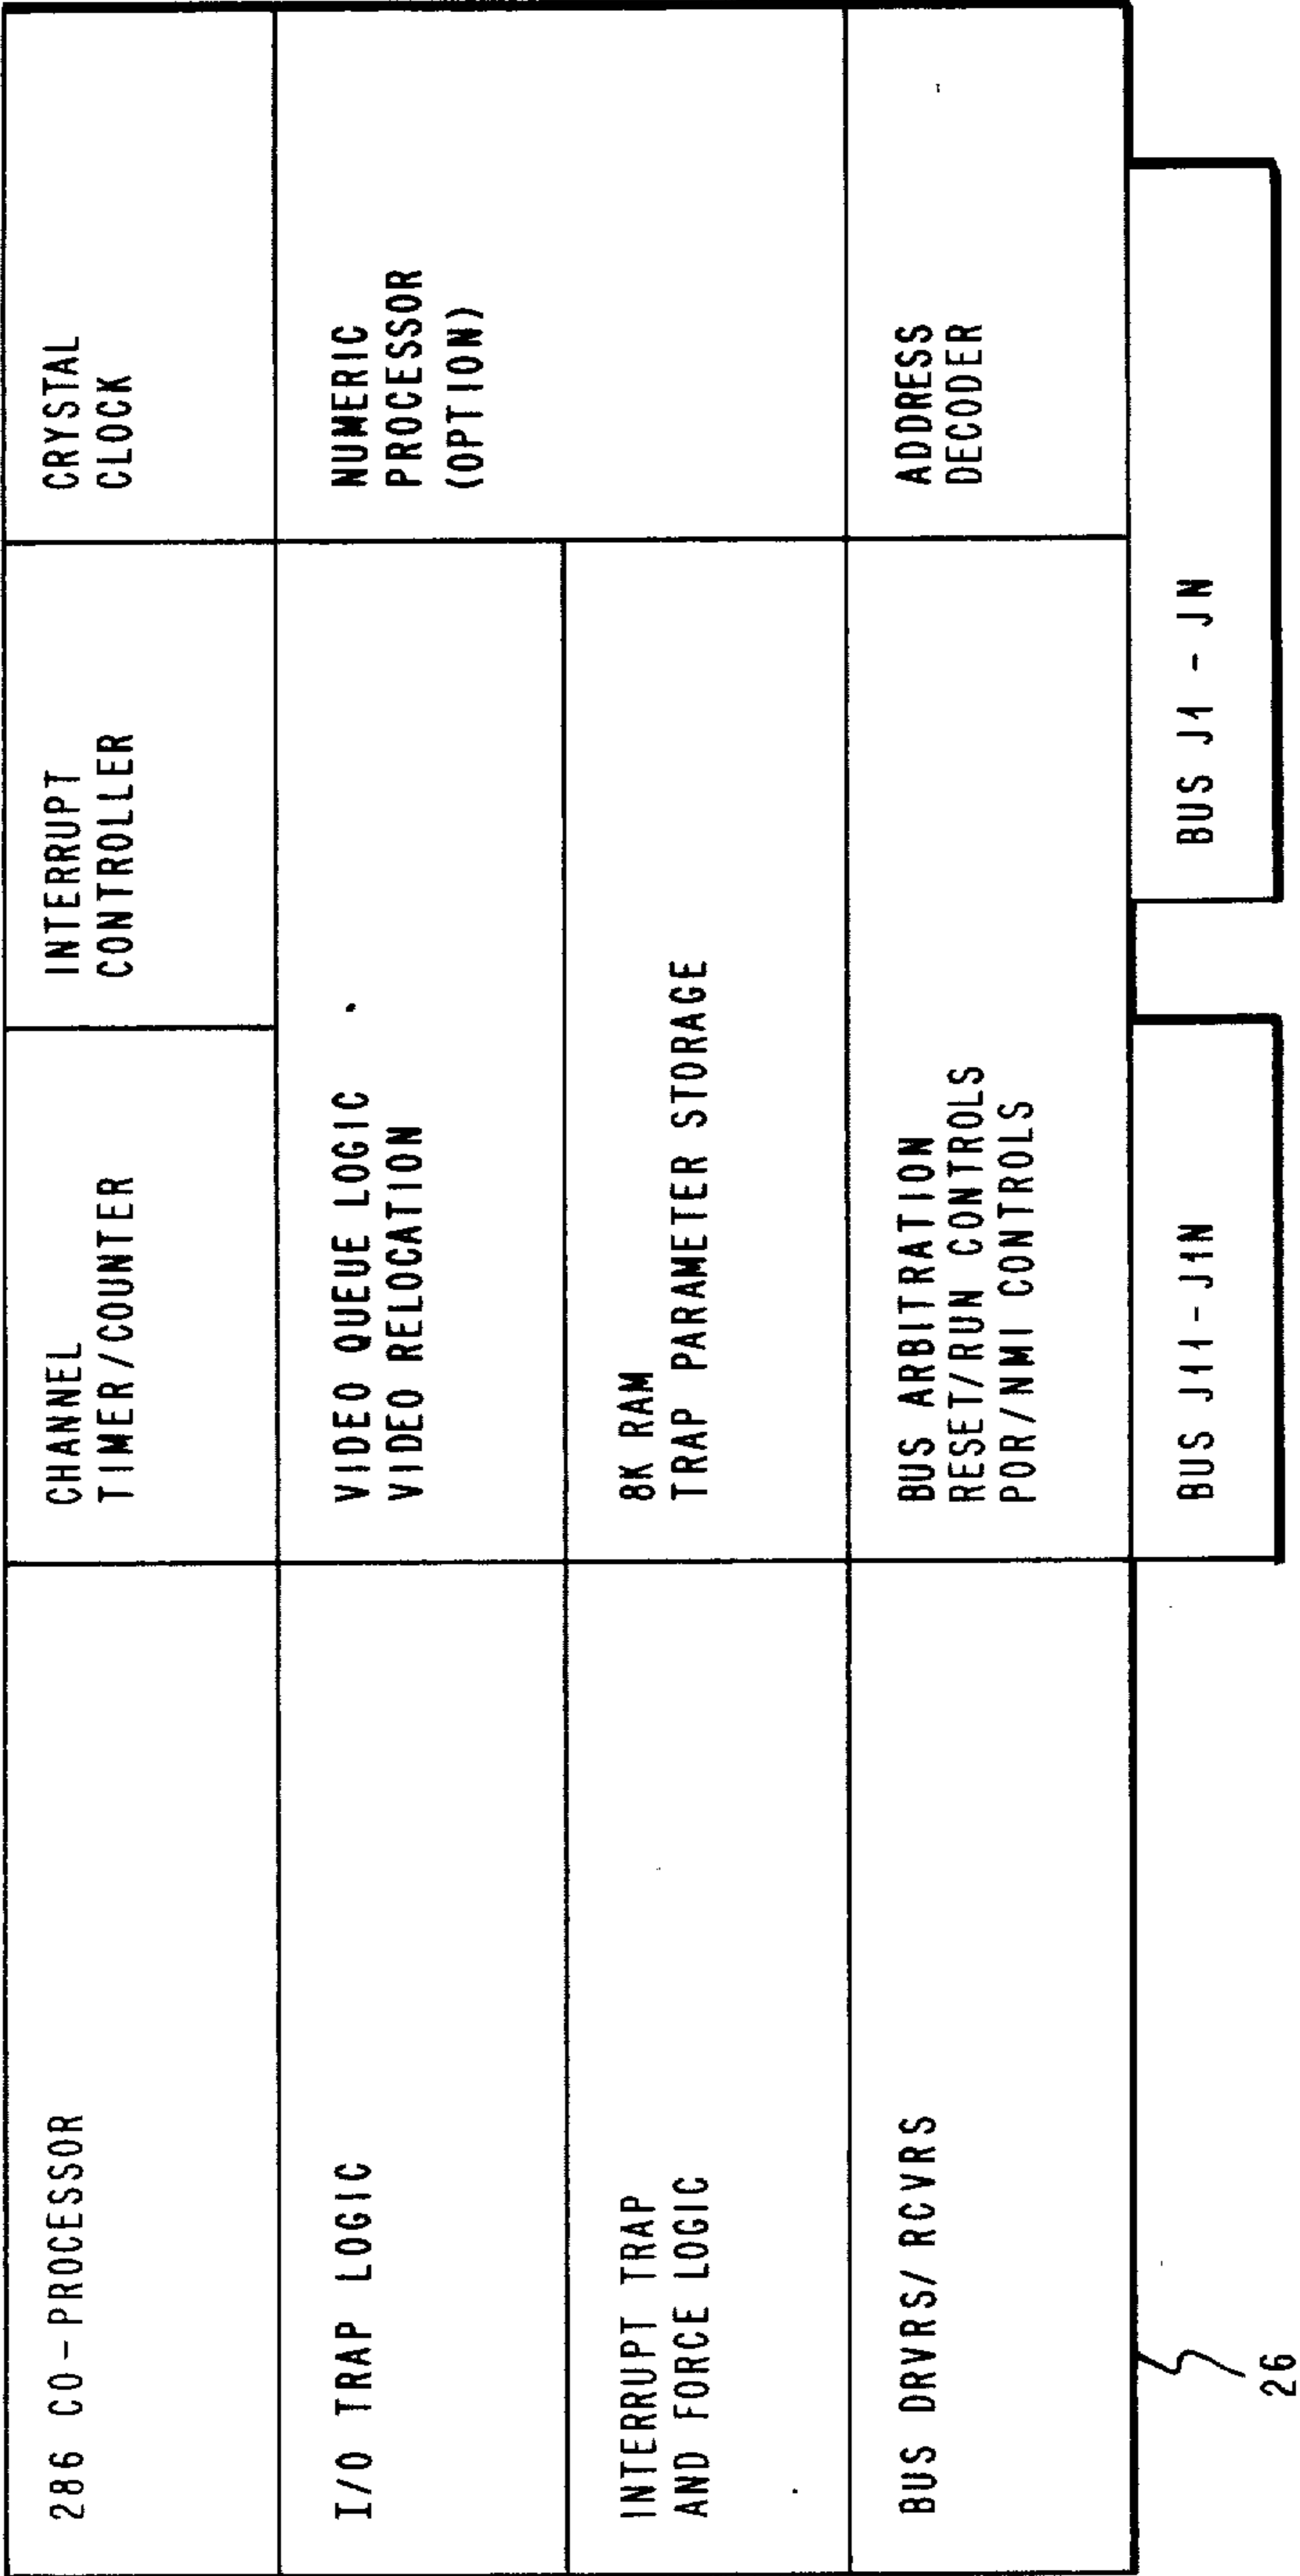 286 CO-PROCESSOR
CHANNEL
TIMER/COUNTER
INTERRUPT
CONTROLLER
CRYSTAL
CLOCK
I/O TRAP LOGIC
VIDEO QUEUE LOGIC
VIDEO RELOCATION
NUMERIC
PROCESSOR
(OPTION)
INTERRUPT TRAP
AND FORCE LOGIC
8K RAM
TRAP PARAMETER STORAGE
BUS DRVRS/RCVRS
BUS ARBITRATION
RESET/RUN CONTROLS
POR/NMI CONTROLS
ADDRESS
DECODER
BUS J11-J1N
BUS J1 - JN
26